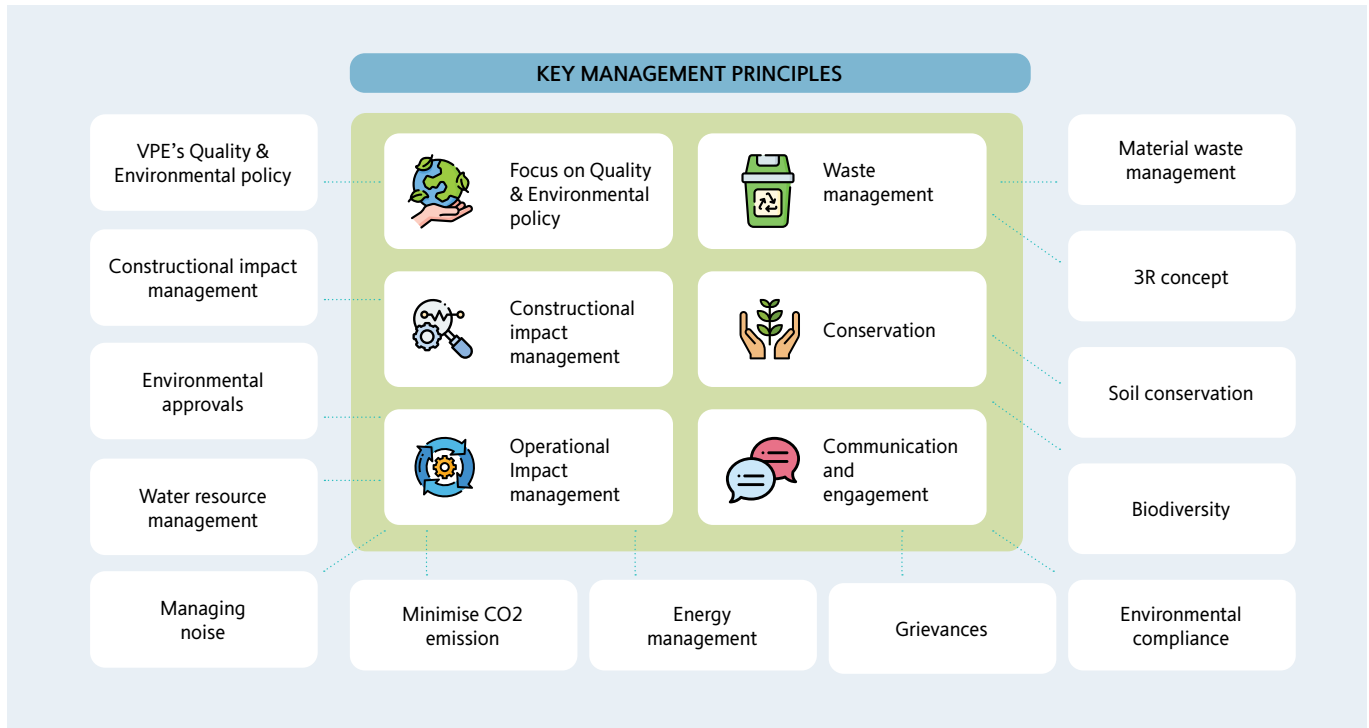 KEY MANAGEMENT PRINCIPLES
VPE’s Quality &
Environmental policy
Constructional impact
management
Environmental
approvals
Water resource
management
Managing
noise
Focus on Quality
& Environmental
policy
Waste
management
Constructional
impact
management
Conservation
Operational
Impact
management
Communication
and
engagement
Material waste
management
3R concept
Soil conservation
Biodiversity
Minimise CO2
emission
Energy
management
Grievances
Environmental
compliance